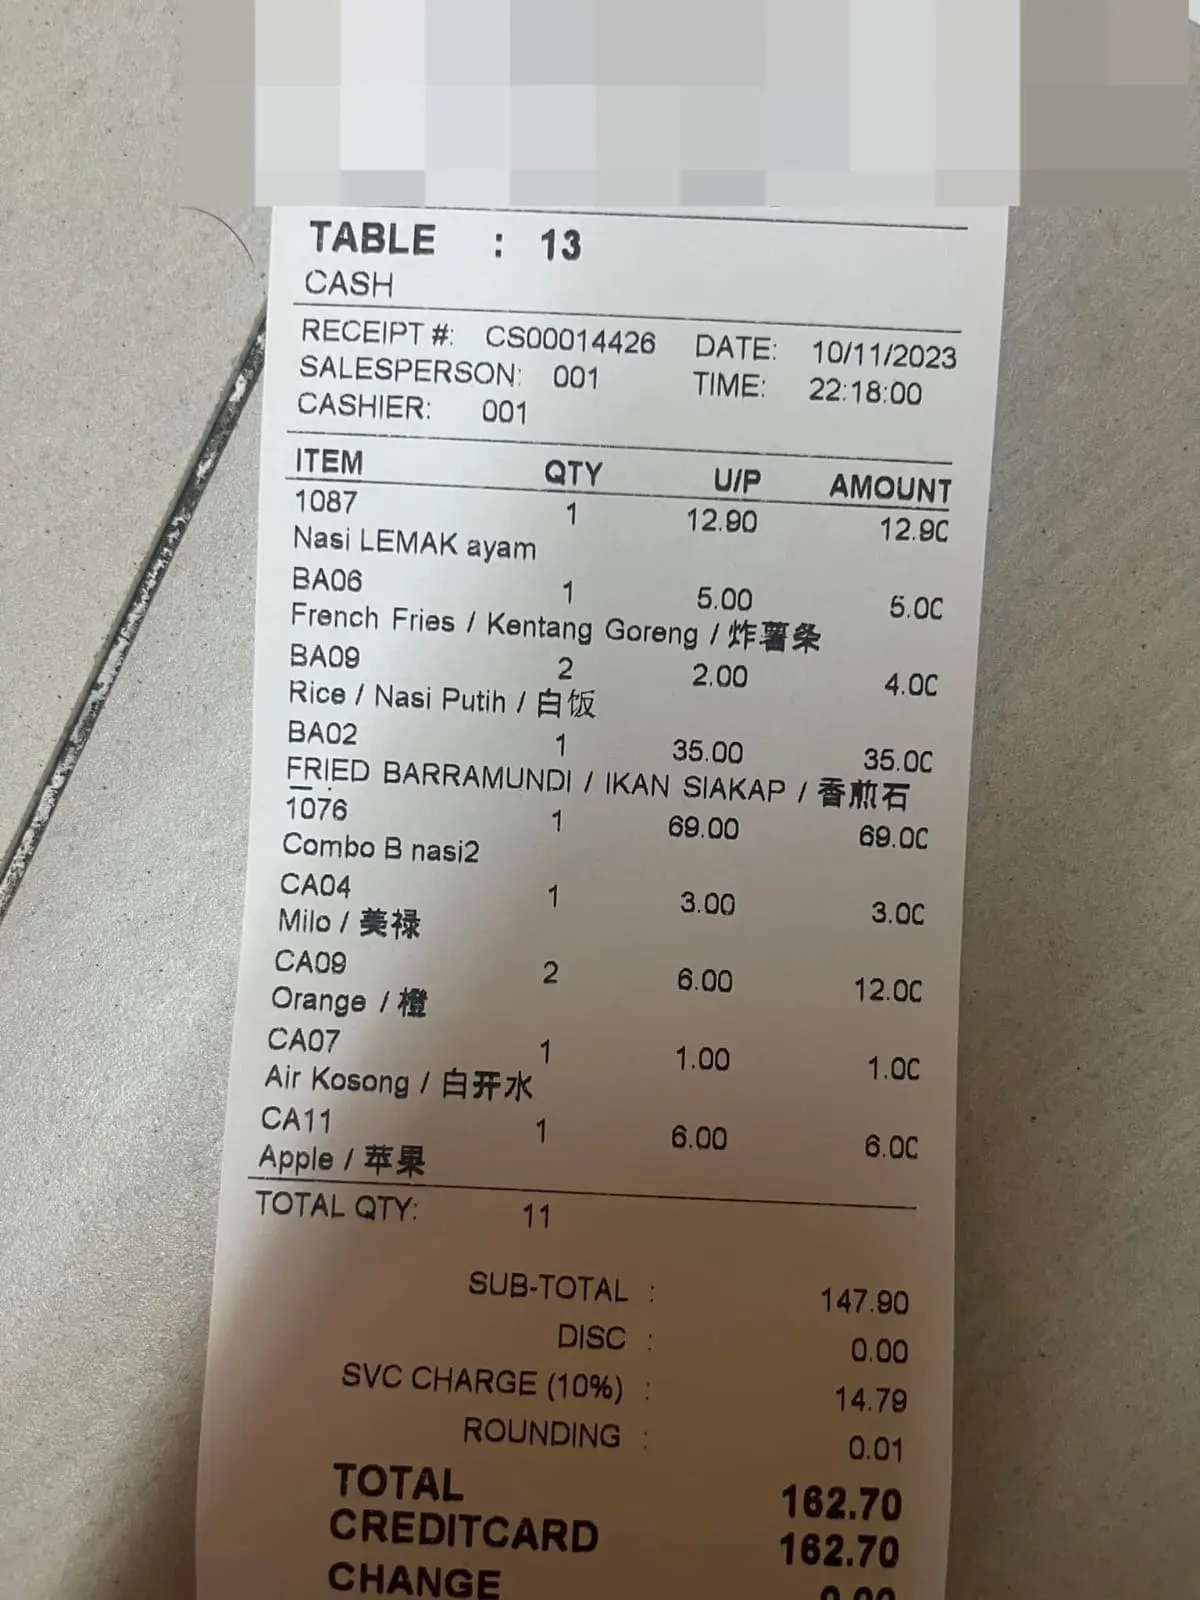 TABLE : 13
CASH
RECEIPT #: CS00014426 DATE: 10/11/2023
SALESPERSON: 001 TIME: 22:18:00
CASHIER: 001
ITEM QTY U/P AMOUNT
1087 1 12.90 12.90
Nasi LEMAK ayam
BA06 1 5.00 5.00
French Fries / Kentang Goreng / 炸薯条
BA09 2 2.00 4.00
Rice / Nasi Putih / 白饭
BA02 1 35.00 35.00
FRIED BARRAMUNDI / IKAN SIAKAP / 香煎石
1076 1 69.00 69.00
Combo B nasi2
CA04 1 3.00 3.00
Milo / 美禄
CA09 2 6.00 12.00
Orange / 橙
CA07 1 1.00 1.00
Air Kosong / 白开水
CA11 1 6.00 6.00
Apple / 苹果
TOTAL QTY: 11
SUB-TOTAL : 147.90
DISC : 0.00
SVC CHARGE (10%) : 14.79
ROUNDING : 0.01
TOTAL 162.70
CREDITCARD 162.70
CHANGE 0.00